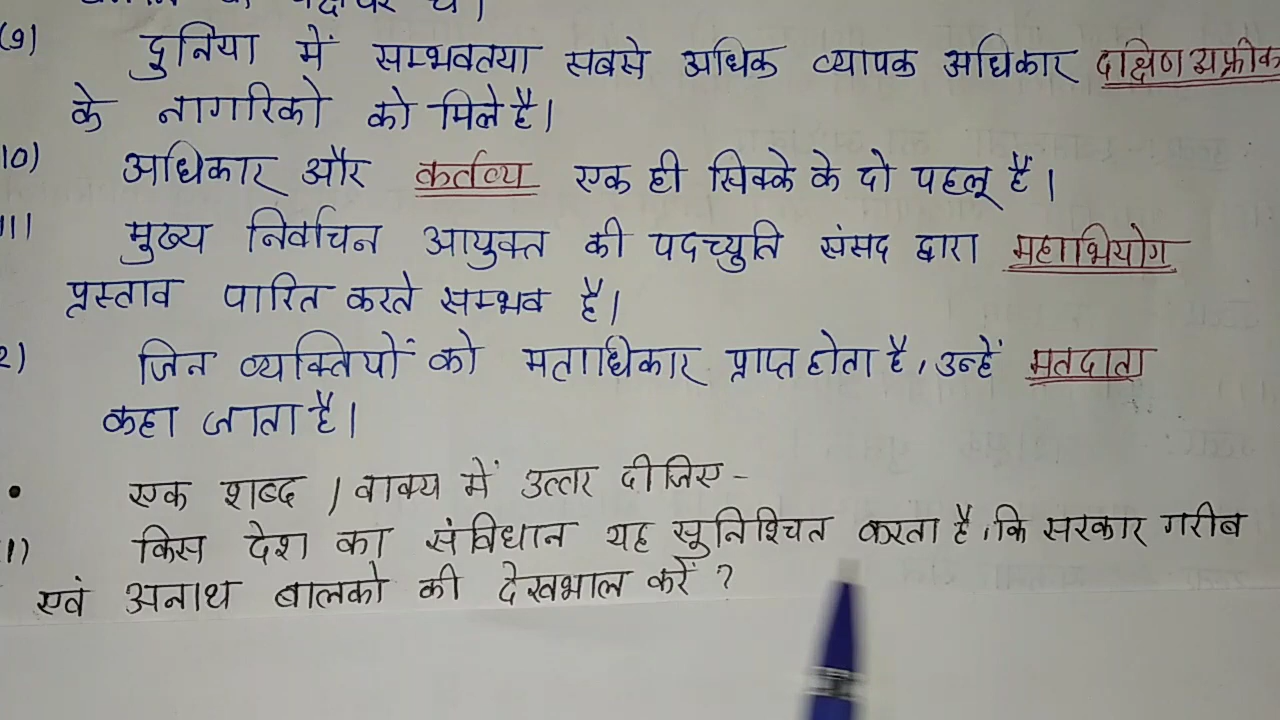 (9) दुनिया में सम्भवतया सबसे अधिक व्यापक अधिकार दक्षिण अफ्रीक
के नागरिको को मिले है।
10) अधिकार और कर्तव्य एक ही सिक्के के दो पहलू हैं।
11) मुख्य निर्वाचन आयुक्त की पदच्युति संसद द्वारा महाभियोग
प्रस्ताव पारित करते सम्भव है।
2) जिन व्यक्तियों को मताधिकार प्राप्त होता है, उन्हें मतदाता
कहा जाता है।
• एक शब्द / वाक्य में उत्तर दीजिए -
1) किस देश का संविधान यह सुनिश्चित करता है, कि सरकार गरीब
एवं अनाथ बालको की देखभाल करें ?